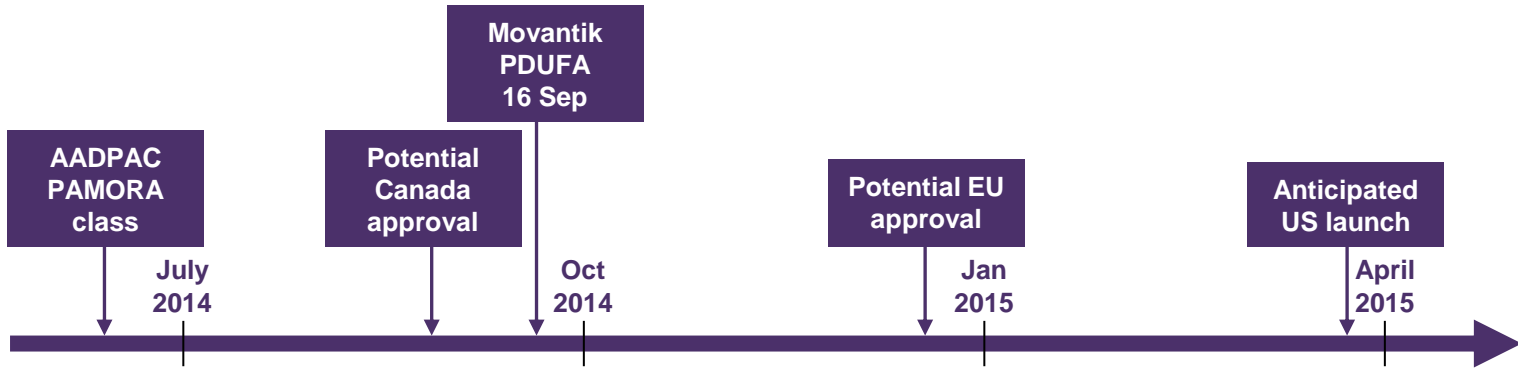 Movantik
PDUFA
16 Sep
AADPAC
PAMORA
class
Potential
Canada
approval
Potential EU
approval
Anticipated
US launch
July
2014
Oct
2014
Jan
2015
April
2015